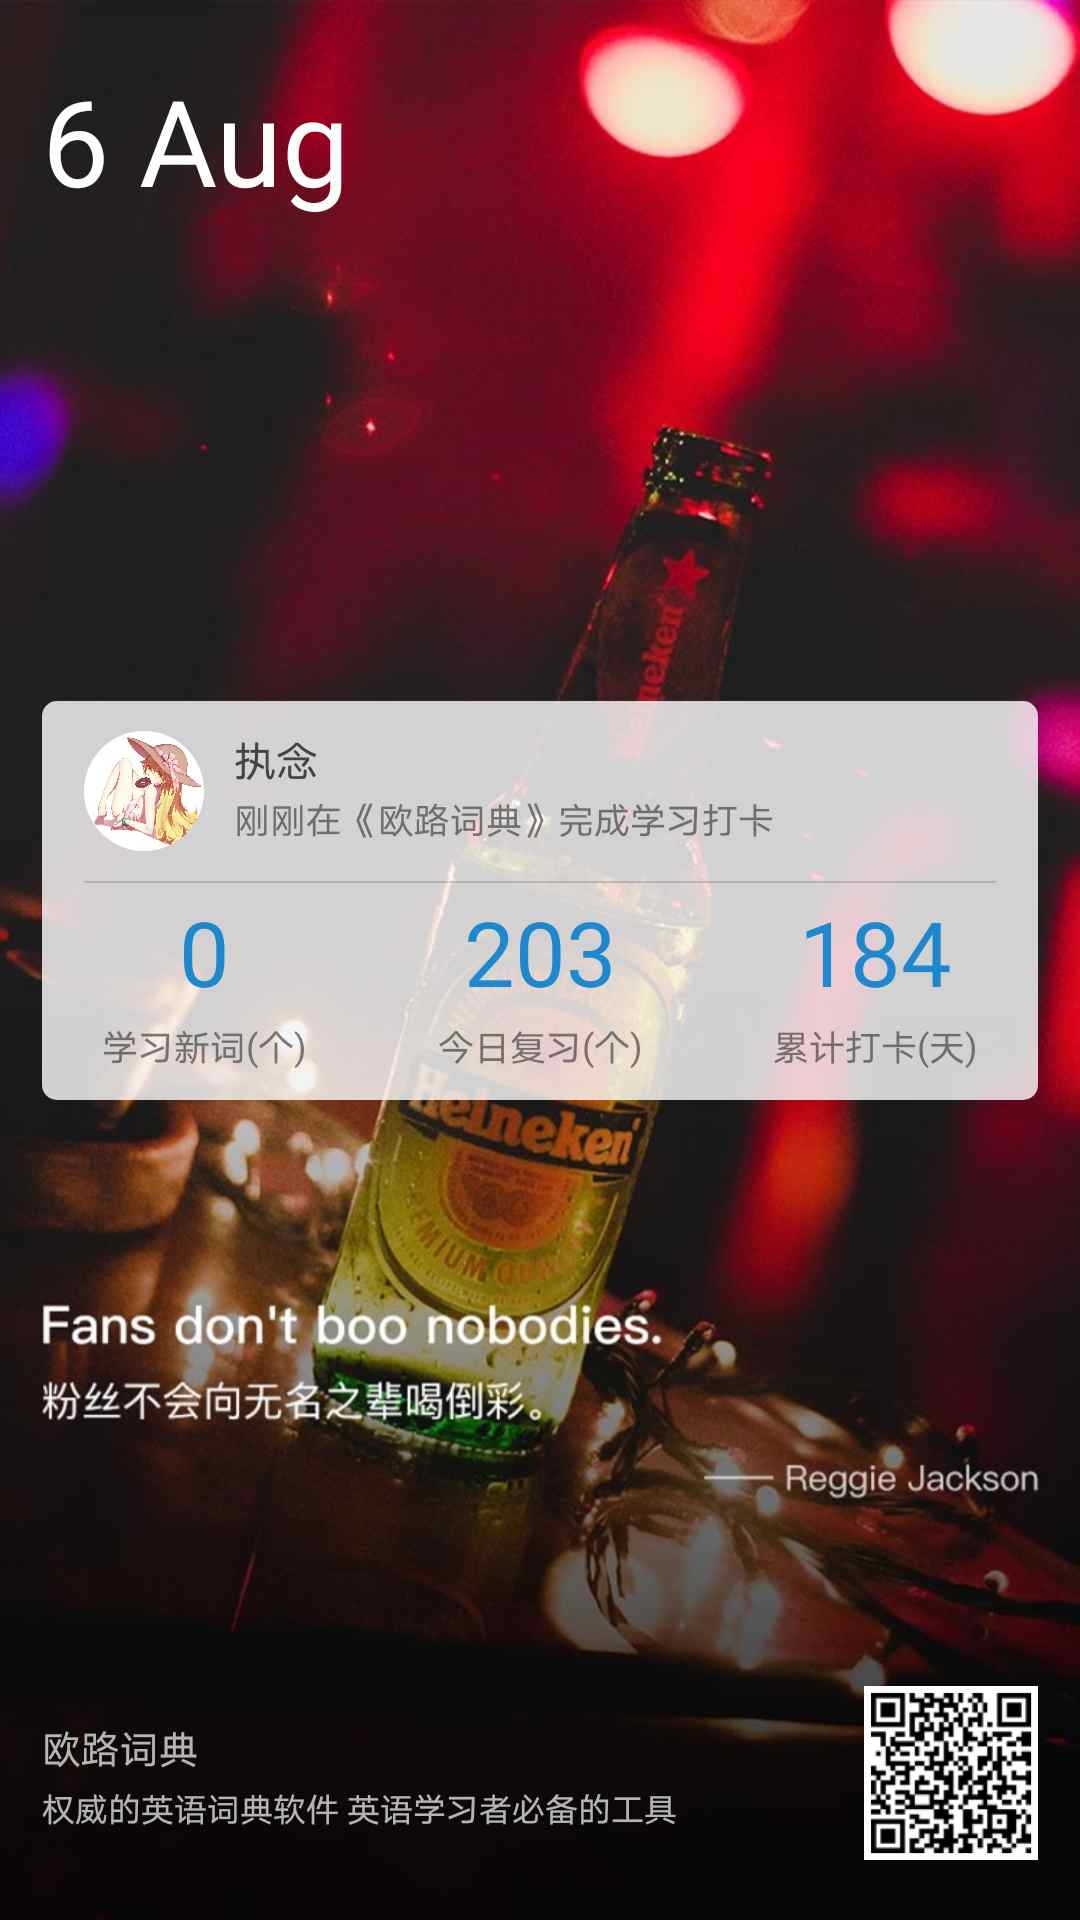 6 Aug
neken
执念
刚刚在《欧路词典》完成学习打卡
0
203
184
学习新词(个)
今日复习(个)
累计打卡(天)
Heineken
Fans don't boo nobodies.
粉丝不会向无名之辈喝倒彩。
—— Reggie Jackson
欧路词典
权威的英语词典软件 英语学习者必备的工具